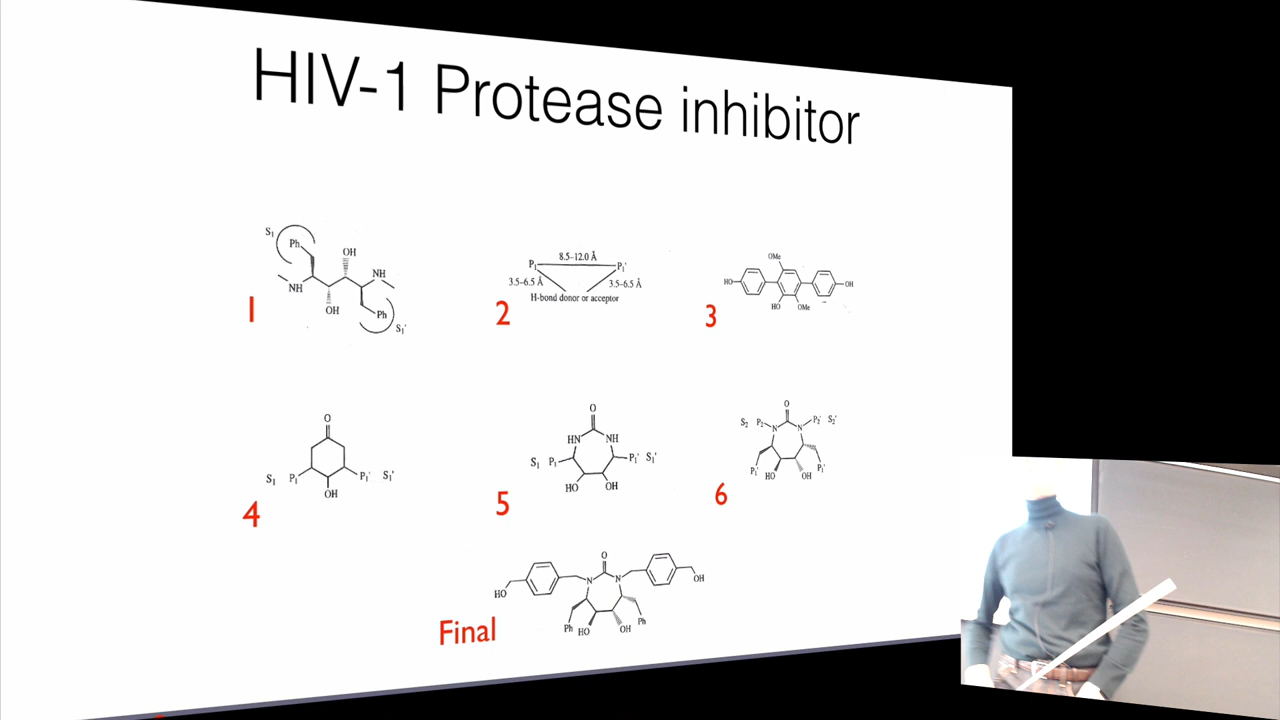 HIV-1 Protease inhibitor
S₁
Ph
OH
NH
NH
OH
Ph
S₁'
1
8.5–12.0 Å
P₁
P₁'
3.5–6.5 Å
3.5–6.5 Å
H-bond donor or acceptor
2
OMe
HO
OH
HO
OMe
3
O
S₁
P₁
P₁'
S₁'
OH
4
O
HN
NH
S₁
P₁
P₁'
S₁'
HO
OH
5
O
S₂
P₂
N
N
P₂'
S₂'
P₁'
P₁'
HO
OH
6
O
N
N
HO
OH
Ph
HO
OH
Ph
Final